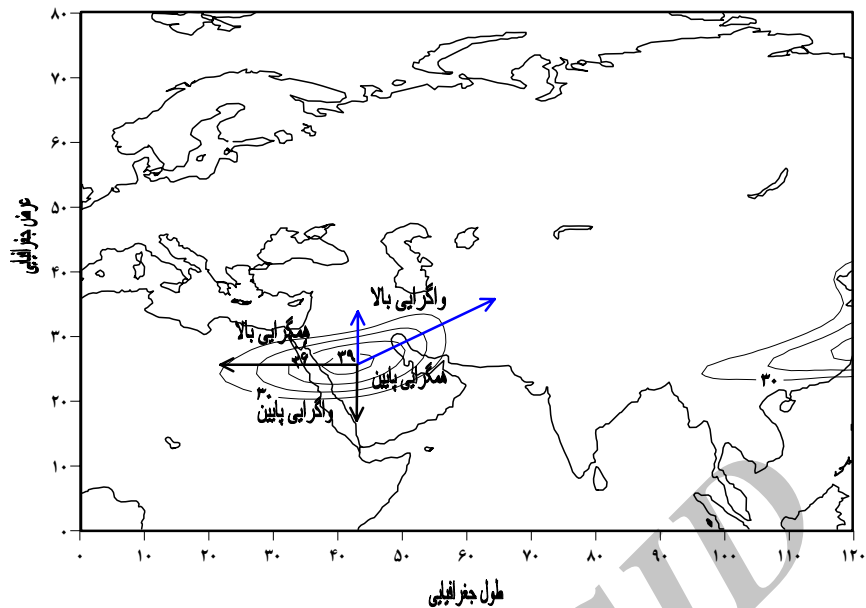 ۸۰
۷۰
۶۰
۵۰
۴۰
۳۰
۲۰
۱۰
۰
عرض جغرافیایی
واگرایی بالا
همگرایی بالا
۳۶
۳۹
همگرایی پایین
۳۰
واگرایی پایین
۳۰
۰ ۱۰ ۲۰ ۳۰ ۴۰ ۵۰ ۶۰ ۷۰ ۸۰ ۹۰ ۱۰۰ ۱۱۰ ۱۲۰
طول جغرافیایی